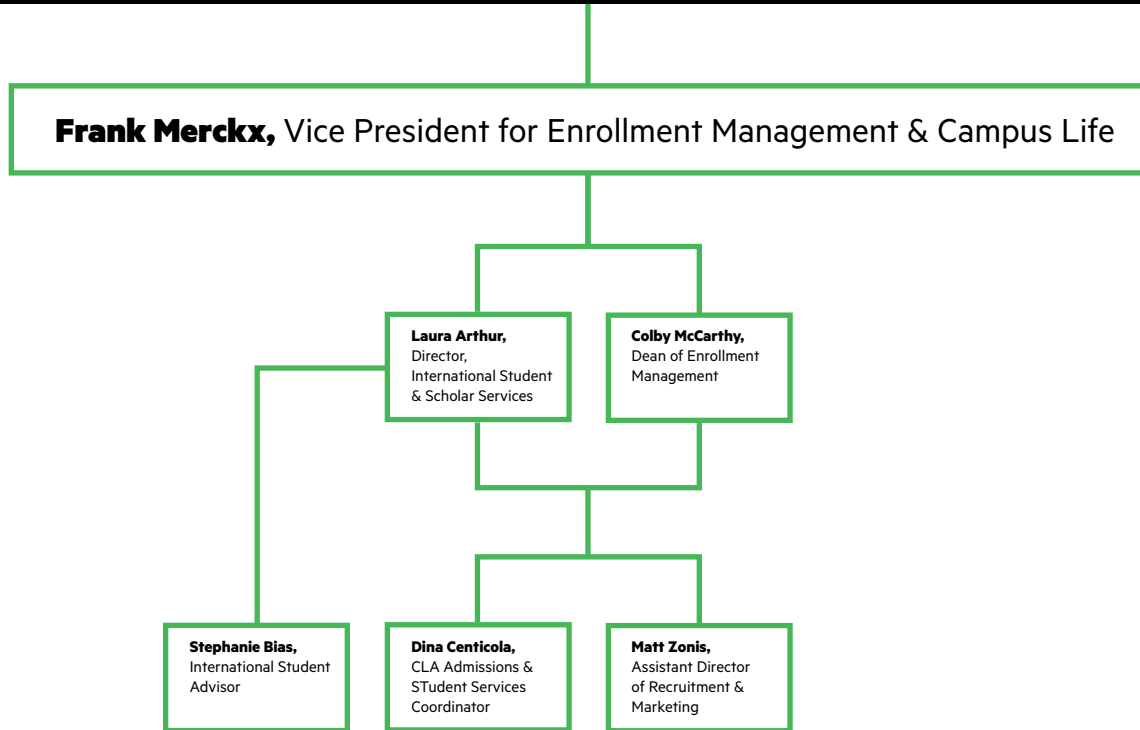 Frank Merckx, Vice President for Enrollment Management & Campus Life
Laura Arthur,
Director,
International Student
& Scholar Services
Colby McCarthy,
Dean of Enrollment
Management
Stephanie Bias,
International Student
Advisor
Dina Centicola,
CLA Admissions &
STudent Services
Coordinator
Matt Zonis,
Assistant Director
of Recruitment &
Marketing